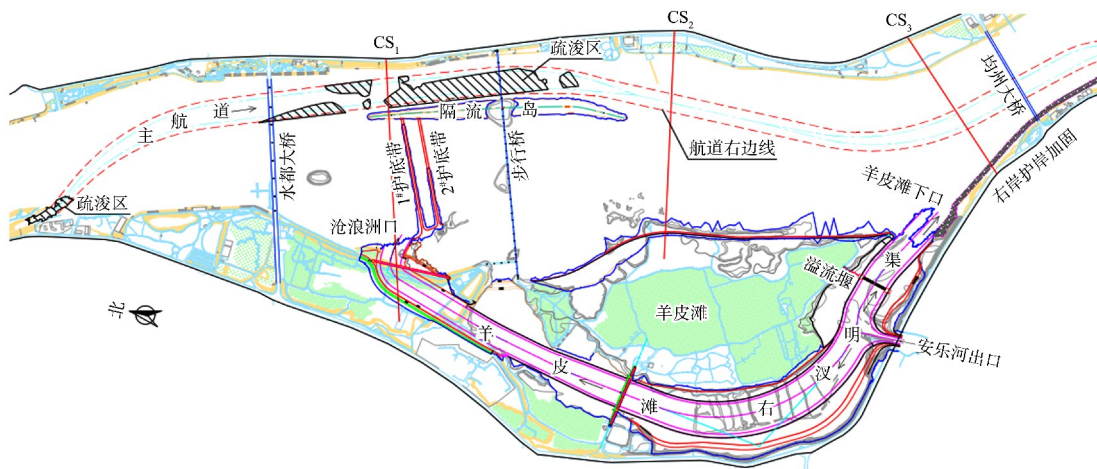 CS1
CS2
CS3
疏浚区
主航道
隔流岛
水都大桥
1#护底带
2#护底带
步行桥
航道右边线
均州大桥
右岸护岸加固
羊皮滩下口
疏浚区
沧浪洲口
北
羊皮滩
溢流堰
安乐河出口
羊皮滩右汊明渠